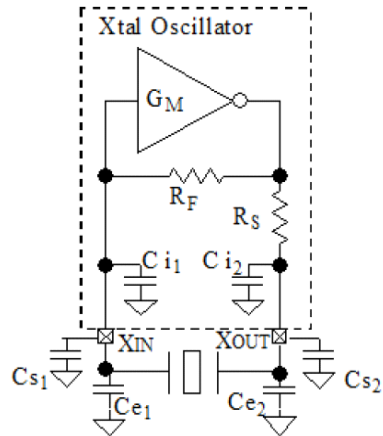 Xtal Oscillator
GM
RF
RS
Ci1 Ci2
XIN XOUT
Cs1 Cs2
Ce1 Ce2